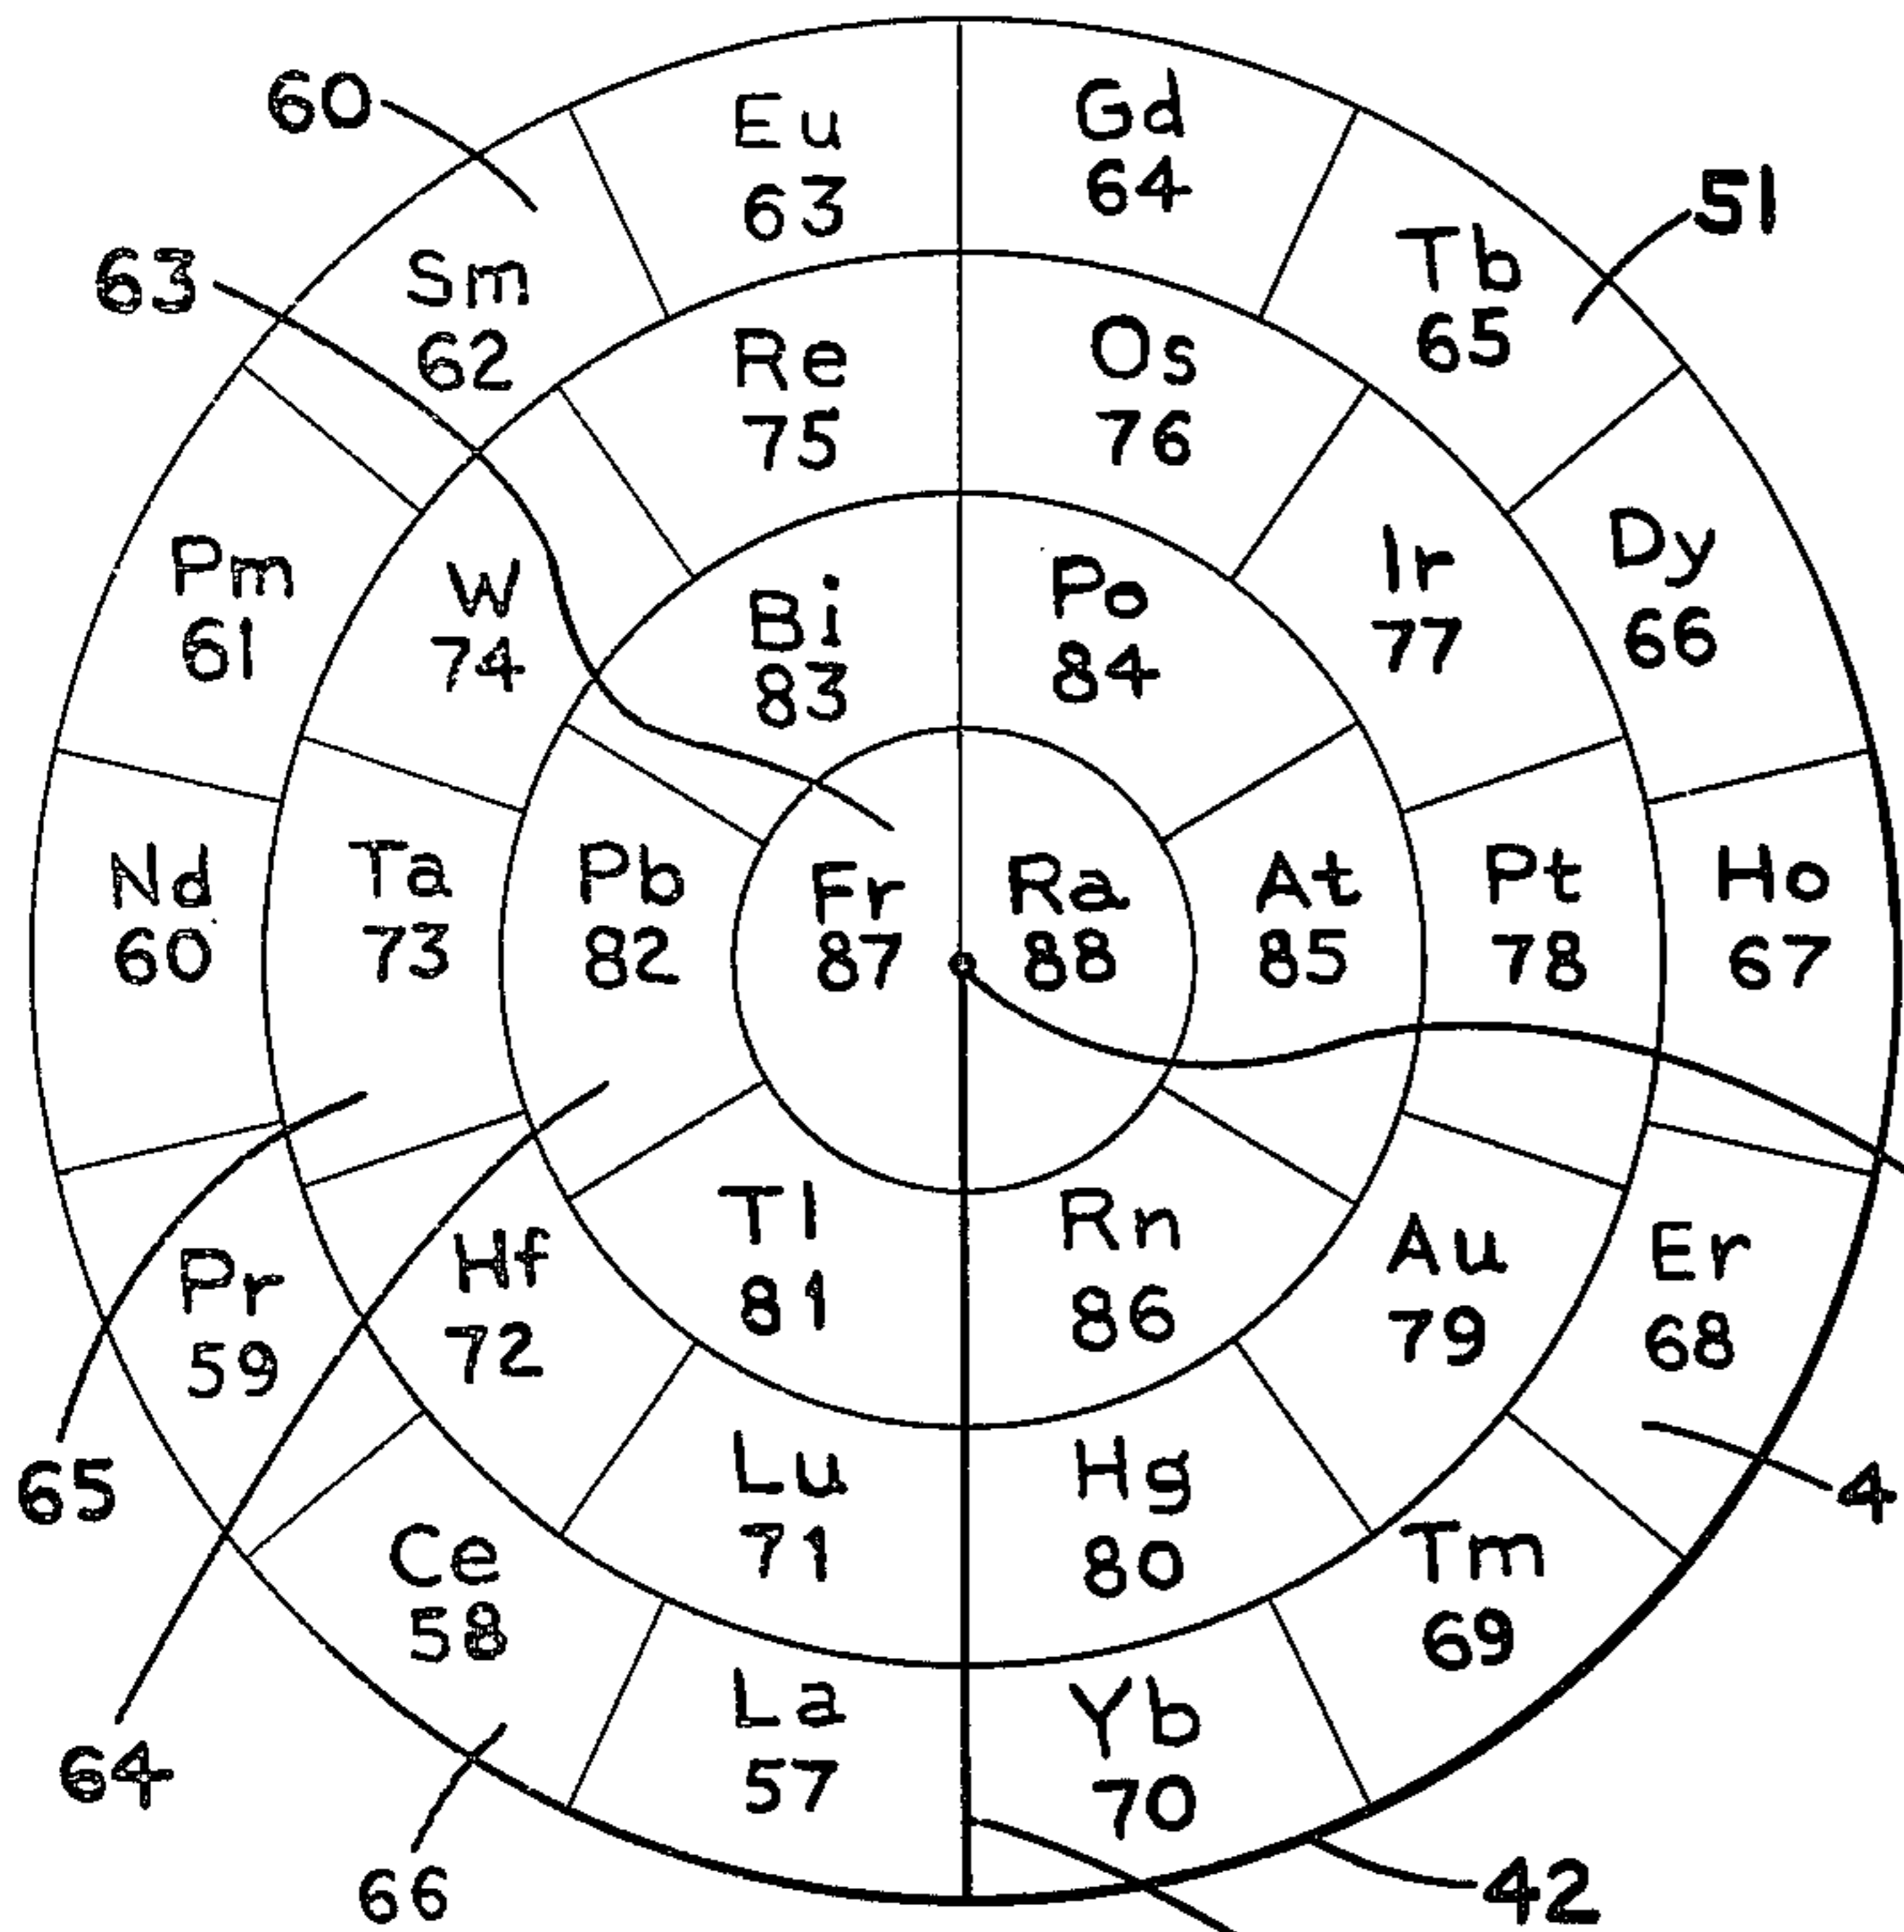 60
Eu
63
Gd
64
51
63
Sm
62
Tb
65
Re
75
Os
76
Pm
61
W
74
Bi
83
Po
84
Ir
77
Dy
66
Nd
60
Ta
73
Pb
82
Fr
87
Ra
88
At
85
Pt
78
Ho
67
Pr
59
Hf
72
Tl
81
Rn
86
Au
79
Er
68
65
4
Ce
58
Lu
71
Hg
80
Tm
69
La
57
Yb
70
64
66
42